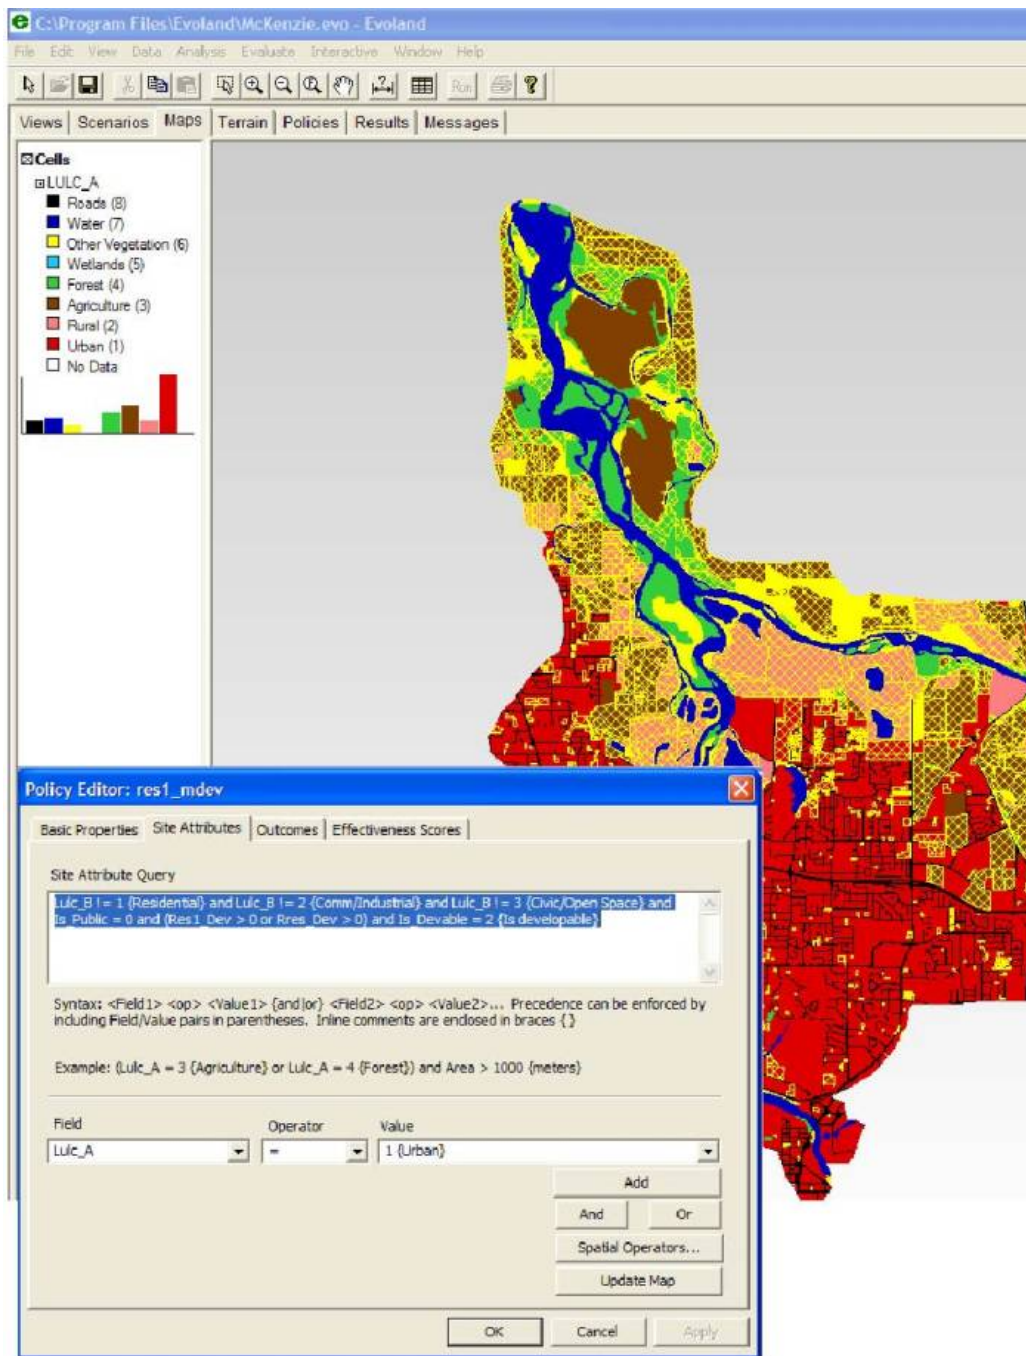 C:\Program Files\Evoland\McKenzie.evo - Evoland
File Edit View Data Analysis Evaluate Interactive Window Help
Run
Views Scenarios Maps Terrain Policies Results Messages
Cells
LULC_A
Roads (8)
Water (7)
Other Vegetation (6)
Wetlands (5)
Forest (4)
Agriculture (3)
Rural (2)
Urban (1)
No Data
Policy Editor: res1_mdev
Basic Properties Site Attributes Outcomes Effectiveness Scores
Site Attribute Query
Lulc_B != 1 {Residential} and Lulc_B != 2 {Comm/Industrial} and Lulc_B != 3 {Civic/Open Space} and
Is_Public = 0 and (Res1_Dev > 0 or Rres_Dev > 0) and Is_Devable = 2 {Is developable}
Syntax: <Field1> <op> <Value1> {and|or} <Field2> <op> <Value2>... Precedence can be enforced by
including Field/Value pairs in parentheses. Inline comments are enclosed in braces { }
Example: (Lulc_A = 3 {Agriculture} or Lulc_A = 4 {Forest}) and Area > 1000 {meters}
Field Operator Value
Lulc_A = 1 {Urban}
Add
And Or
Spatial Operators...
Update Map
OK Cancel Apply